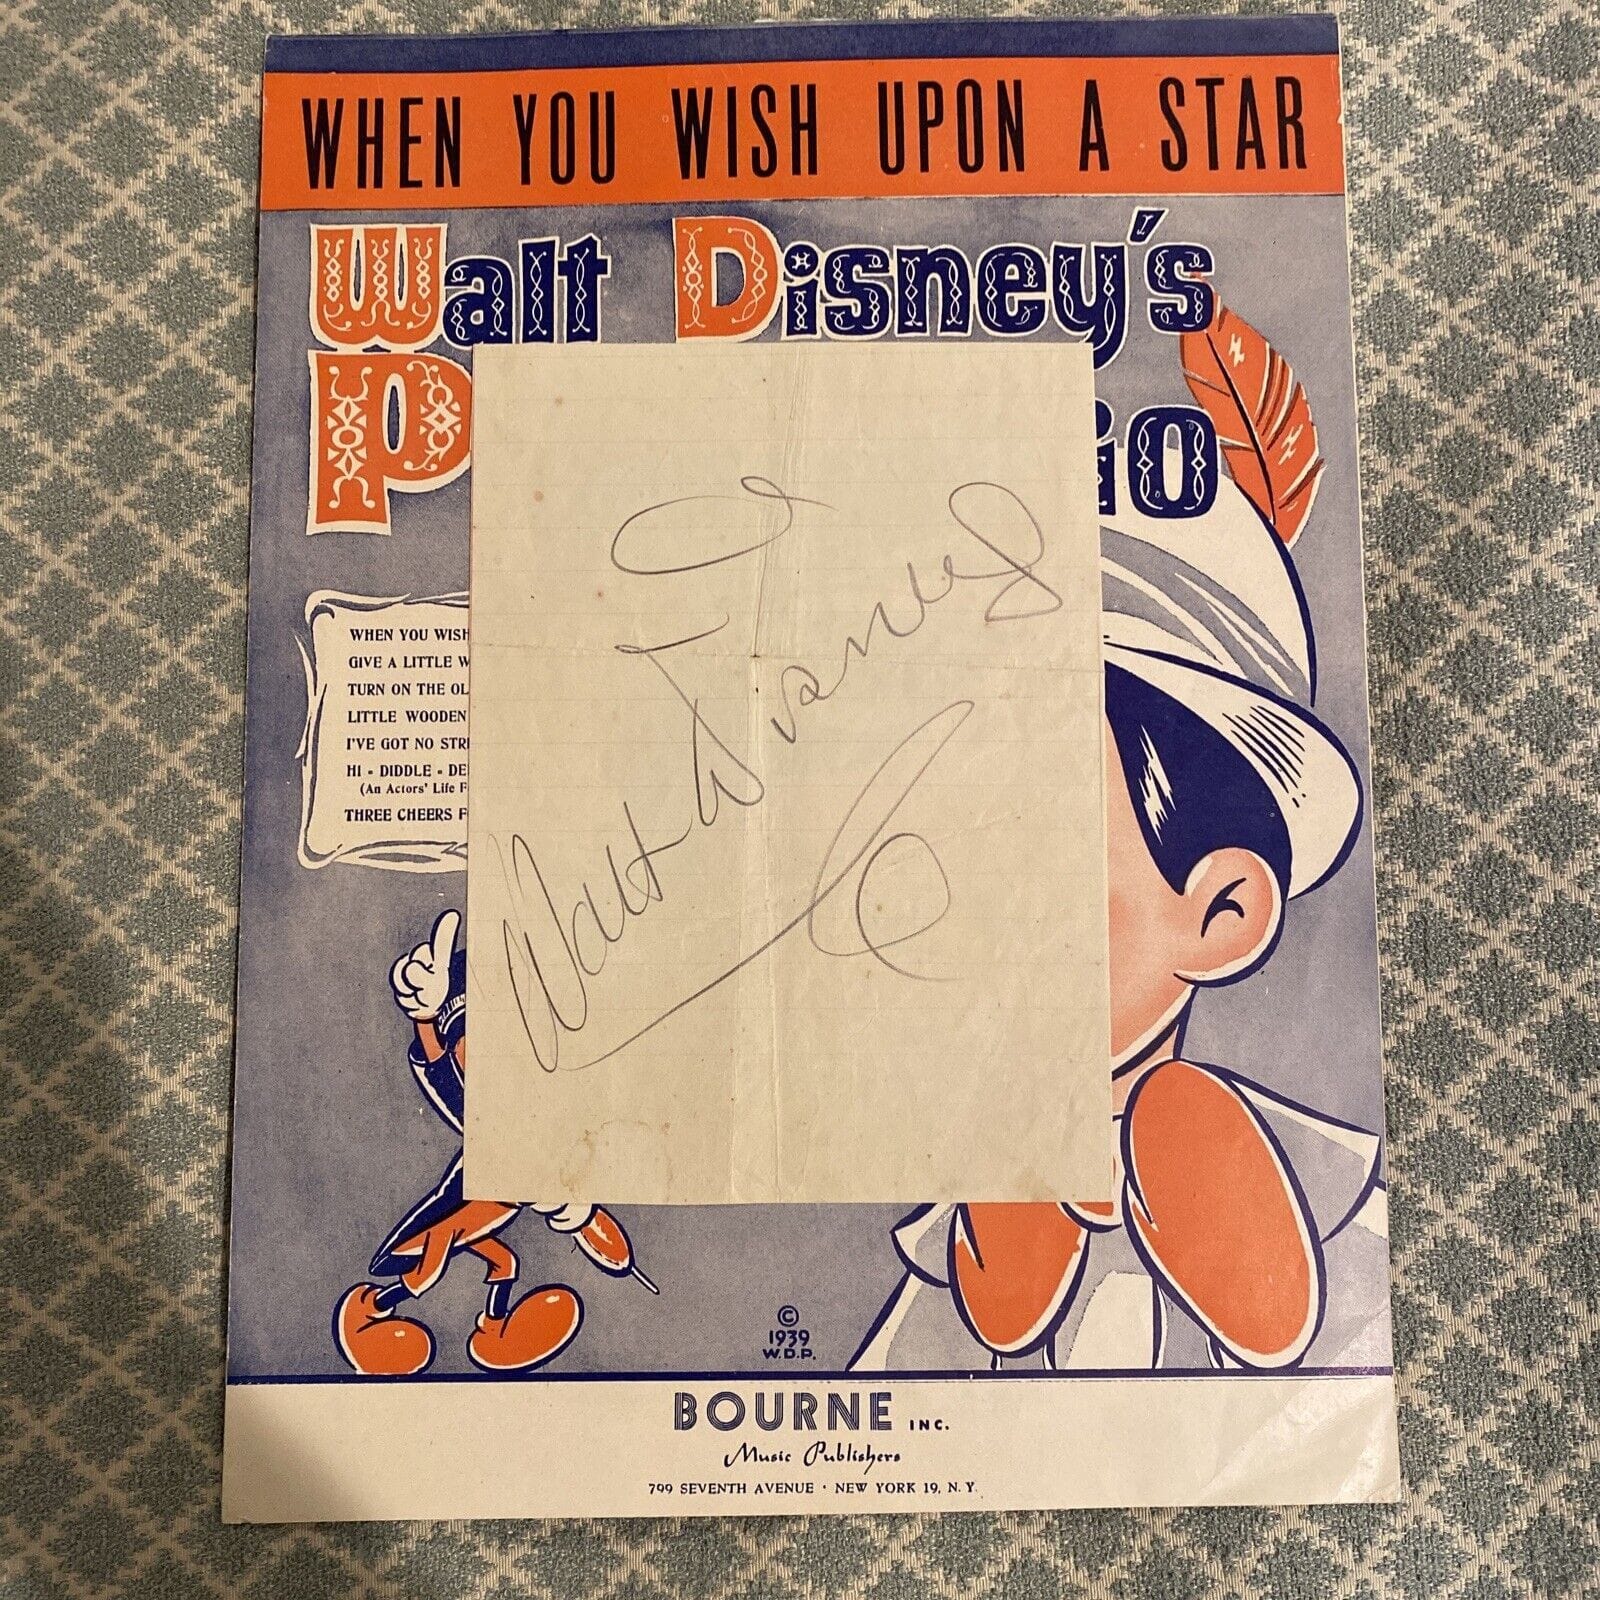 WHEN YOU WISH UPON A STAR
Walt Disney's
P io
WHEN YOU WISH
GIVE A LITTLE W
TURN ON THE OL
LITTLE WOODEN
I'VE GOT NO STRI
HI - DIDDLE - DE
(An Actors' Life F
THREE CHEERS F
Walt Disney
© 
1939
W.D.P.
BOURNE INC.
Music Publishers
799 SEVENTH AVENUE • NEW YORK 19, N. Y.